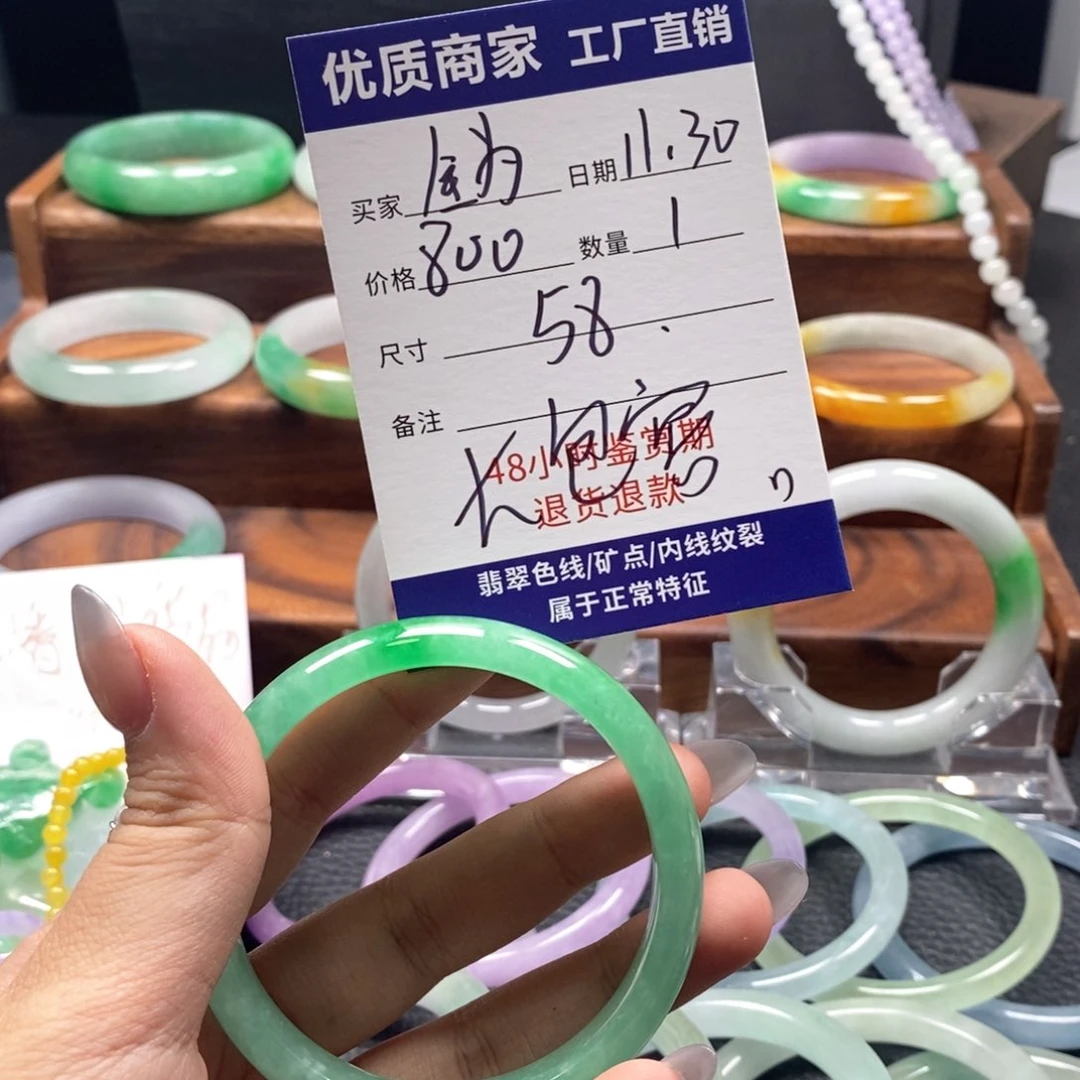 优质商家 工厂直销
买家 日期 11.30
价格 800 数量 1
尺寸 58
备注
48小时鉴赏期
退货退款
翡翠色线/矿点/内线纹裂
属于正常特征